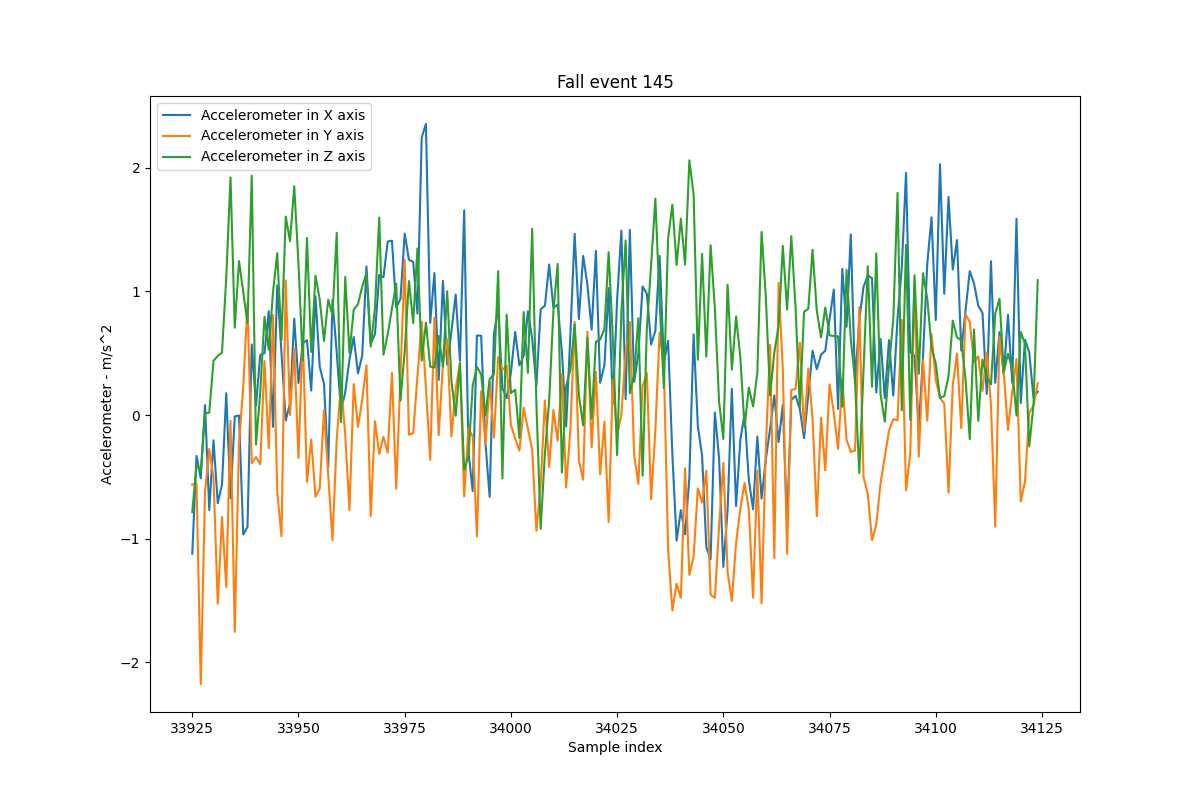 Fall event 145
Accelerometer in X axis
Accelerometer in Y axis
Accelerometer in Z axis
Accelerometer - m/s^2
2
1
0
−1
−2
33925 33950 33975 34000 34025 34050 34075 34100 34125
Sample index